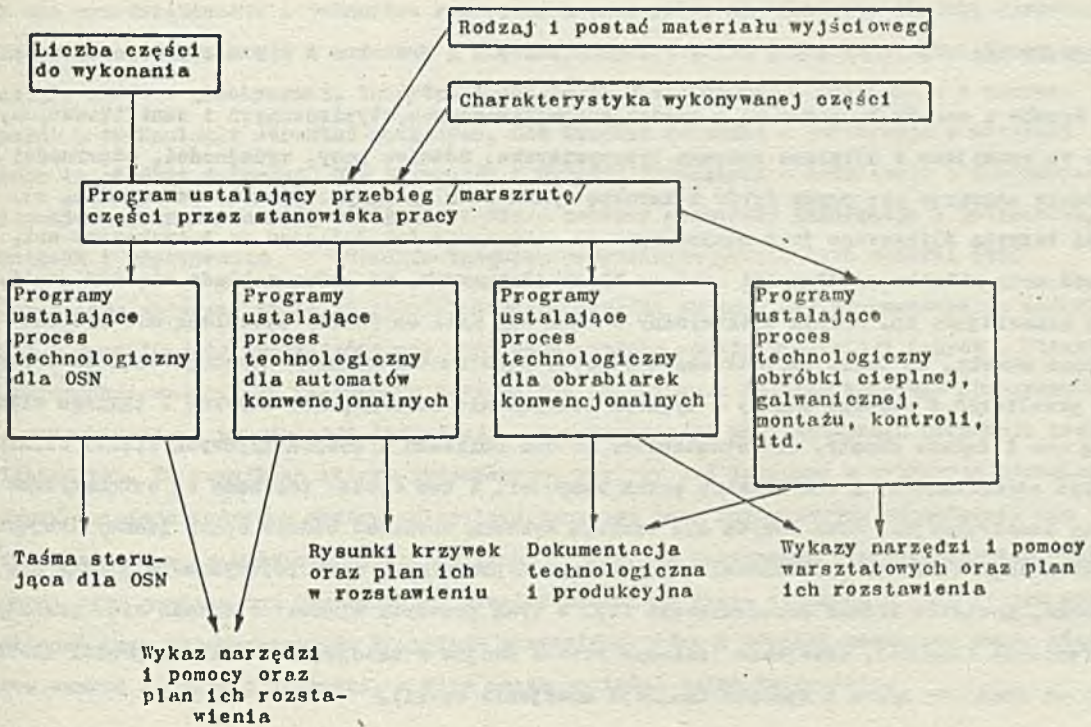 Rodzaj i postać materiału wyjściowego
Liczba części
do wykonania
Charakterystyka wykonywanej części
Program ustalający przebieg /marszrutę/
części przez stanowiska pracy
Programy
ustalające
proces
technologiczny
dla OSN
Programy
ustalające
proces
technologiczny
dla automatów
konwencjonalnych
Programy
ustalające
proces
technologiczny
dla obrabiarek
konwencjonalnych
Programy
ustalające
proces
technologiczny
obróbki cieplnej,
galwanicznej,
montażu, kontroli,
itd.
Taśma steru-
jąca dla OSN
Rysunki krzywek
oraz plan ich
w rozstawieniu
Dokumentacja
technologiczna
i produkcyjna
Wykazy narzędzi i pomocy
warsztatowych oraz plan
ich rozstawienia
Wykaz narzędzi
i pomocy oraz
plan ich rozsta-
wienia